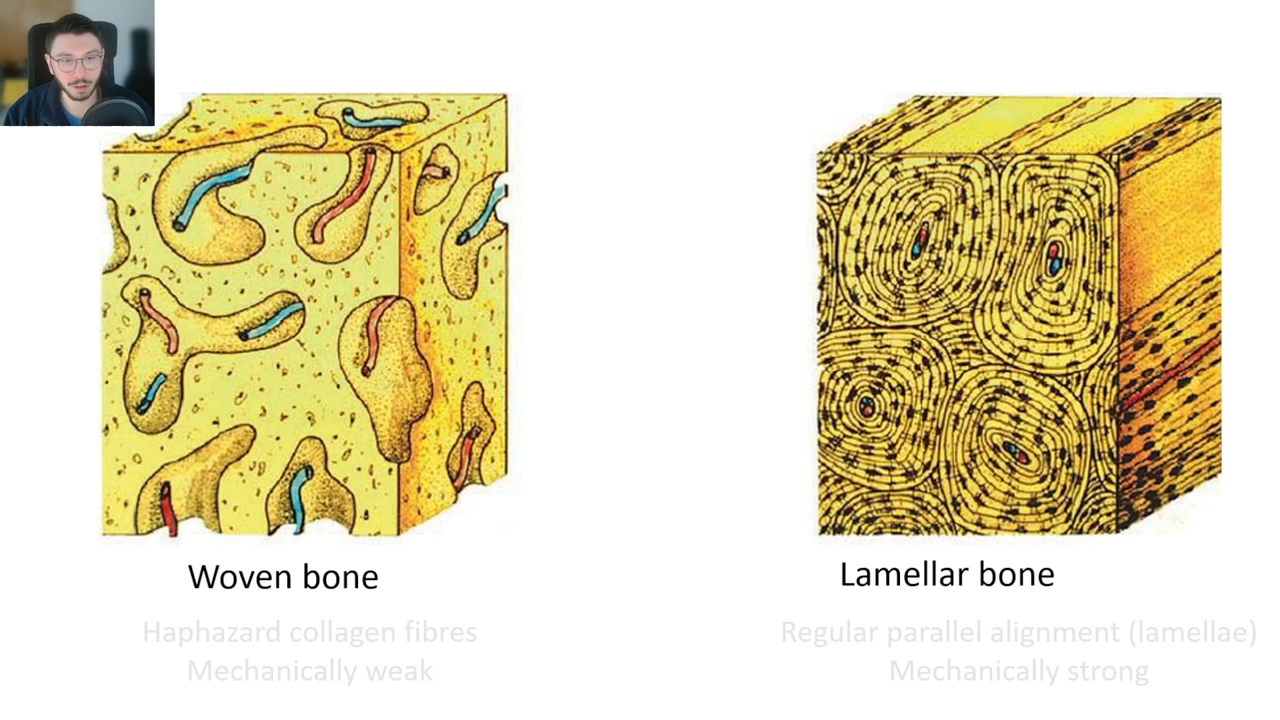 Woven bone
Haphazard collagen fibres
Mechanically weak
Lamellar bone
Regular parallel alignment (lamellae)
Mechanically strong